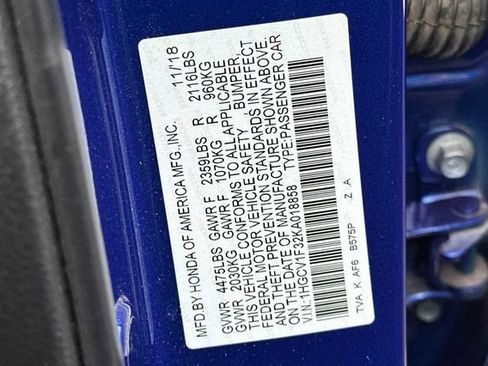 MFD.BY HONDA OF AMERICA MFG.,INC. 11/18
GVWR 4475LBS GAWR F 2359LBS R 2116LBS
GVWR 2030KG GAWR F 1070KG R 960KG
THIS VEHICLE CONFORMS TO ALL APPLICABLE
FEDERAL MOTOR VEHICLE SAFETY, BUMPER,
AND THEFT PREVENTION STANDARDS IN EFFECT
ON THE DATE OF MANUFACTURE SHOWN ABOVE.
V.I.N.:1HGCV1F32KA018858 TYPE:PASSENGER CAR
TVA K AF6 B575P Z A